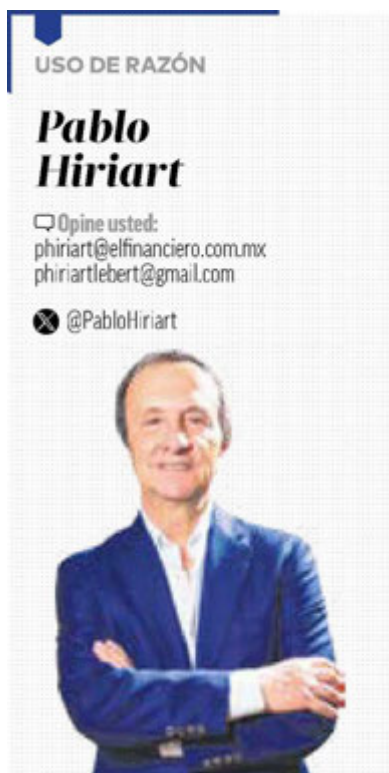 USO DE RAZÓN
Pablo
Hiriart
Opine usted:
phiriart@elfinanciero.com.mx
phiriartlebert@gmail.com
@PabloHiriart